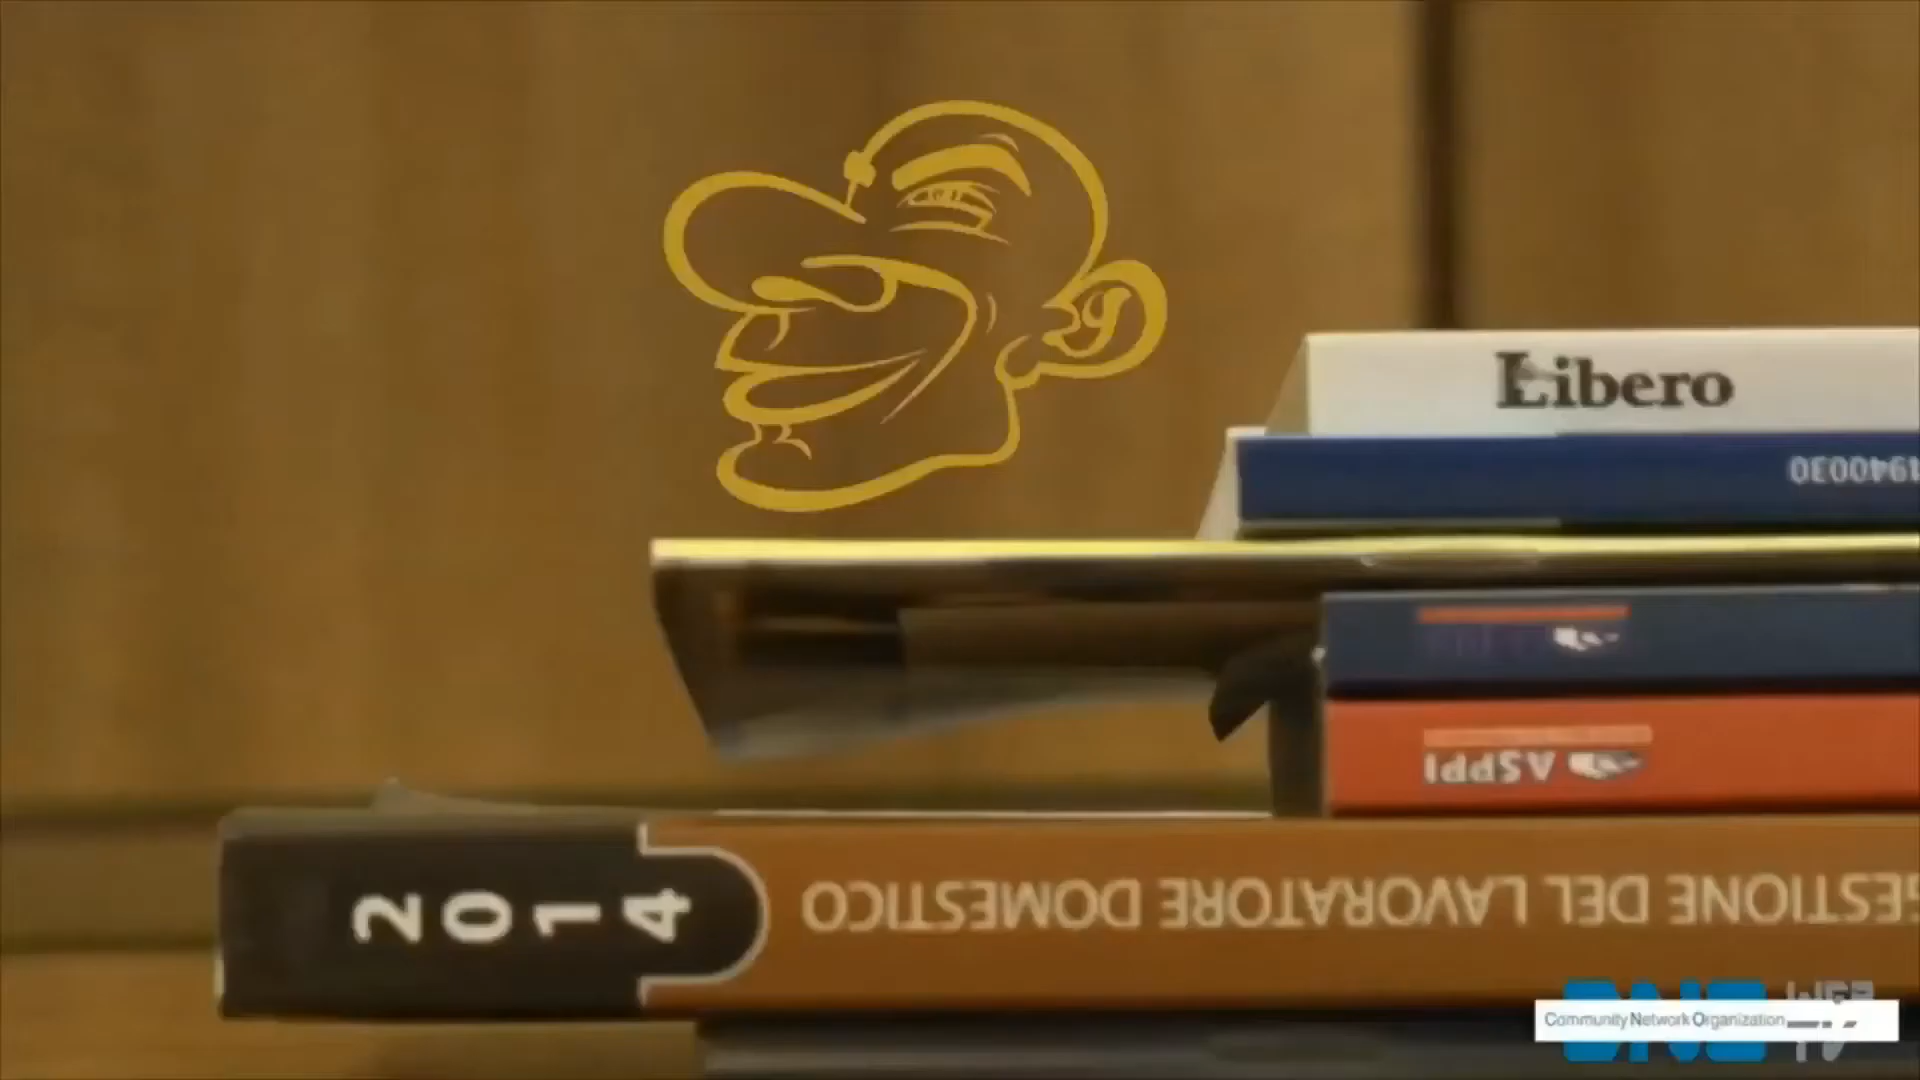 Libero
1940030
ASPPI
2014
GESTIONE DEL LAVORATORE DOMESTICO
Community Network Organization